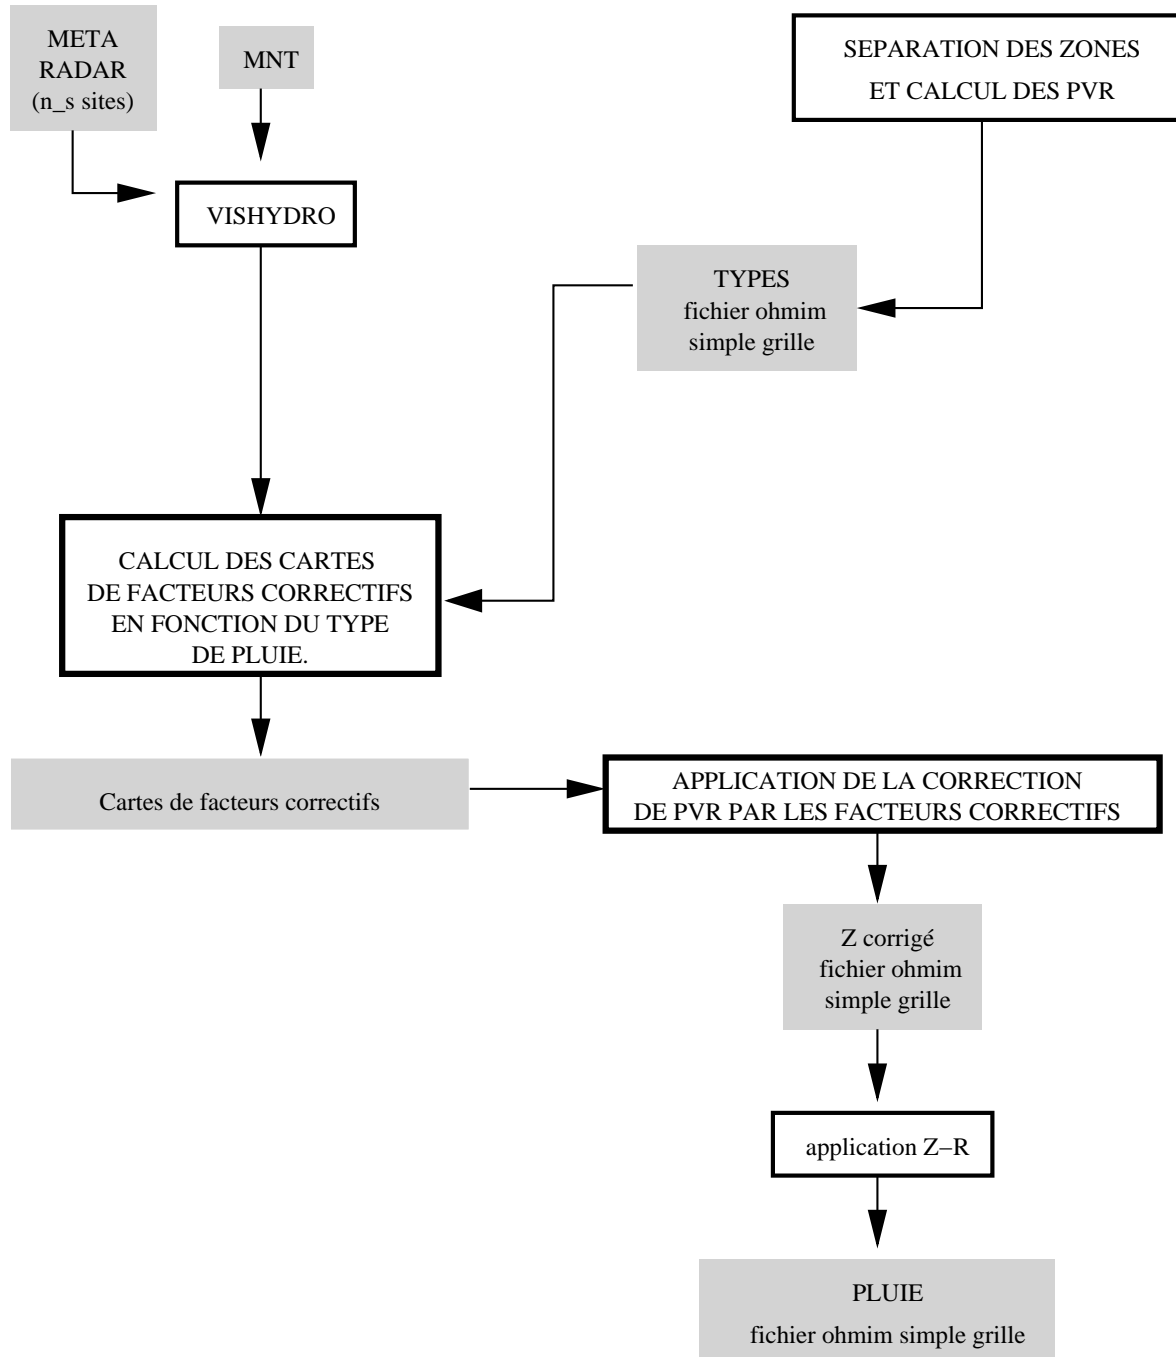 META
RADAR
(n_s sites)
MNT
SEPARATION DES ZONES
ET CALCUL DES PVR
VISHYDRO
TYPES
fichier ohmim
simple grille
CALCUL DES CARTES
DE FACTEURS CORRECTIFS
EN FONCTION DU TYPE
DE PLUIE.
Cartes de facteurs correctifs
APPLICATION DE LA CORRECTION
DE PVR PAR LES FACTEURS CORRECTIFS
Z corrigé
fichier ohmim
simple grille
application Z−R
PLUIE
fichier ohmim simple grille